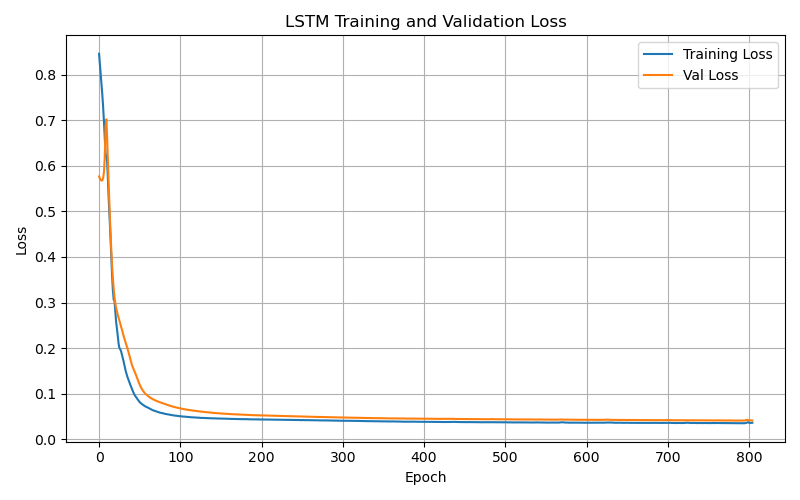 LSTM Training and Validation Loss
Training Loss
Val Loss
Loss
0.8
0.7
0.6
0.5
0.4
0.3
0.2
0.1
0.0
0 100 200 300 400 500 600 700 800
Epoch